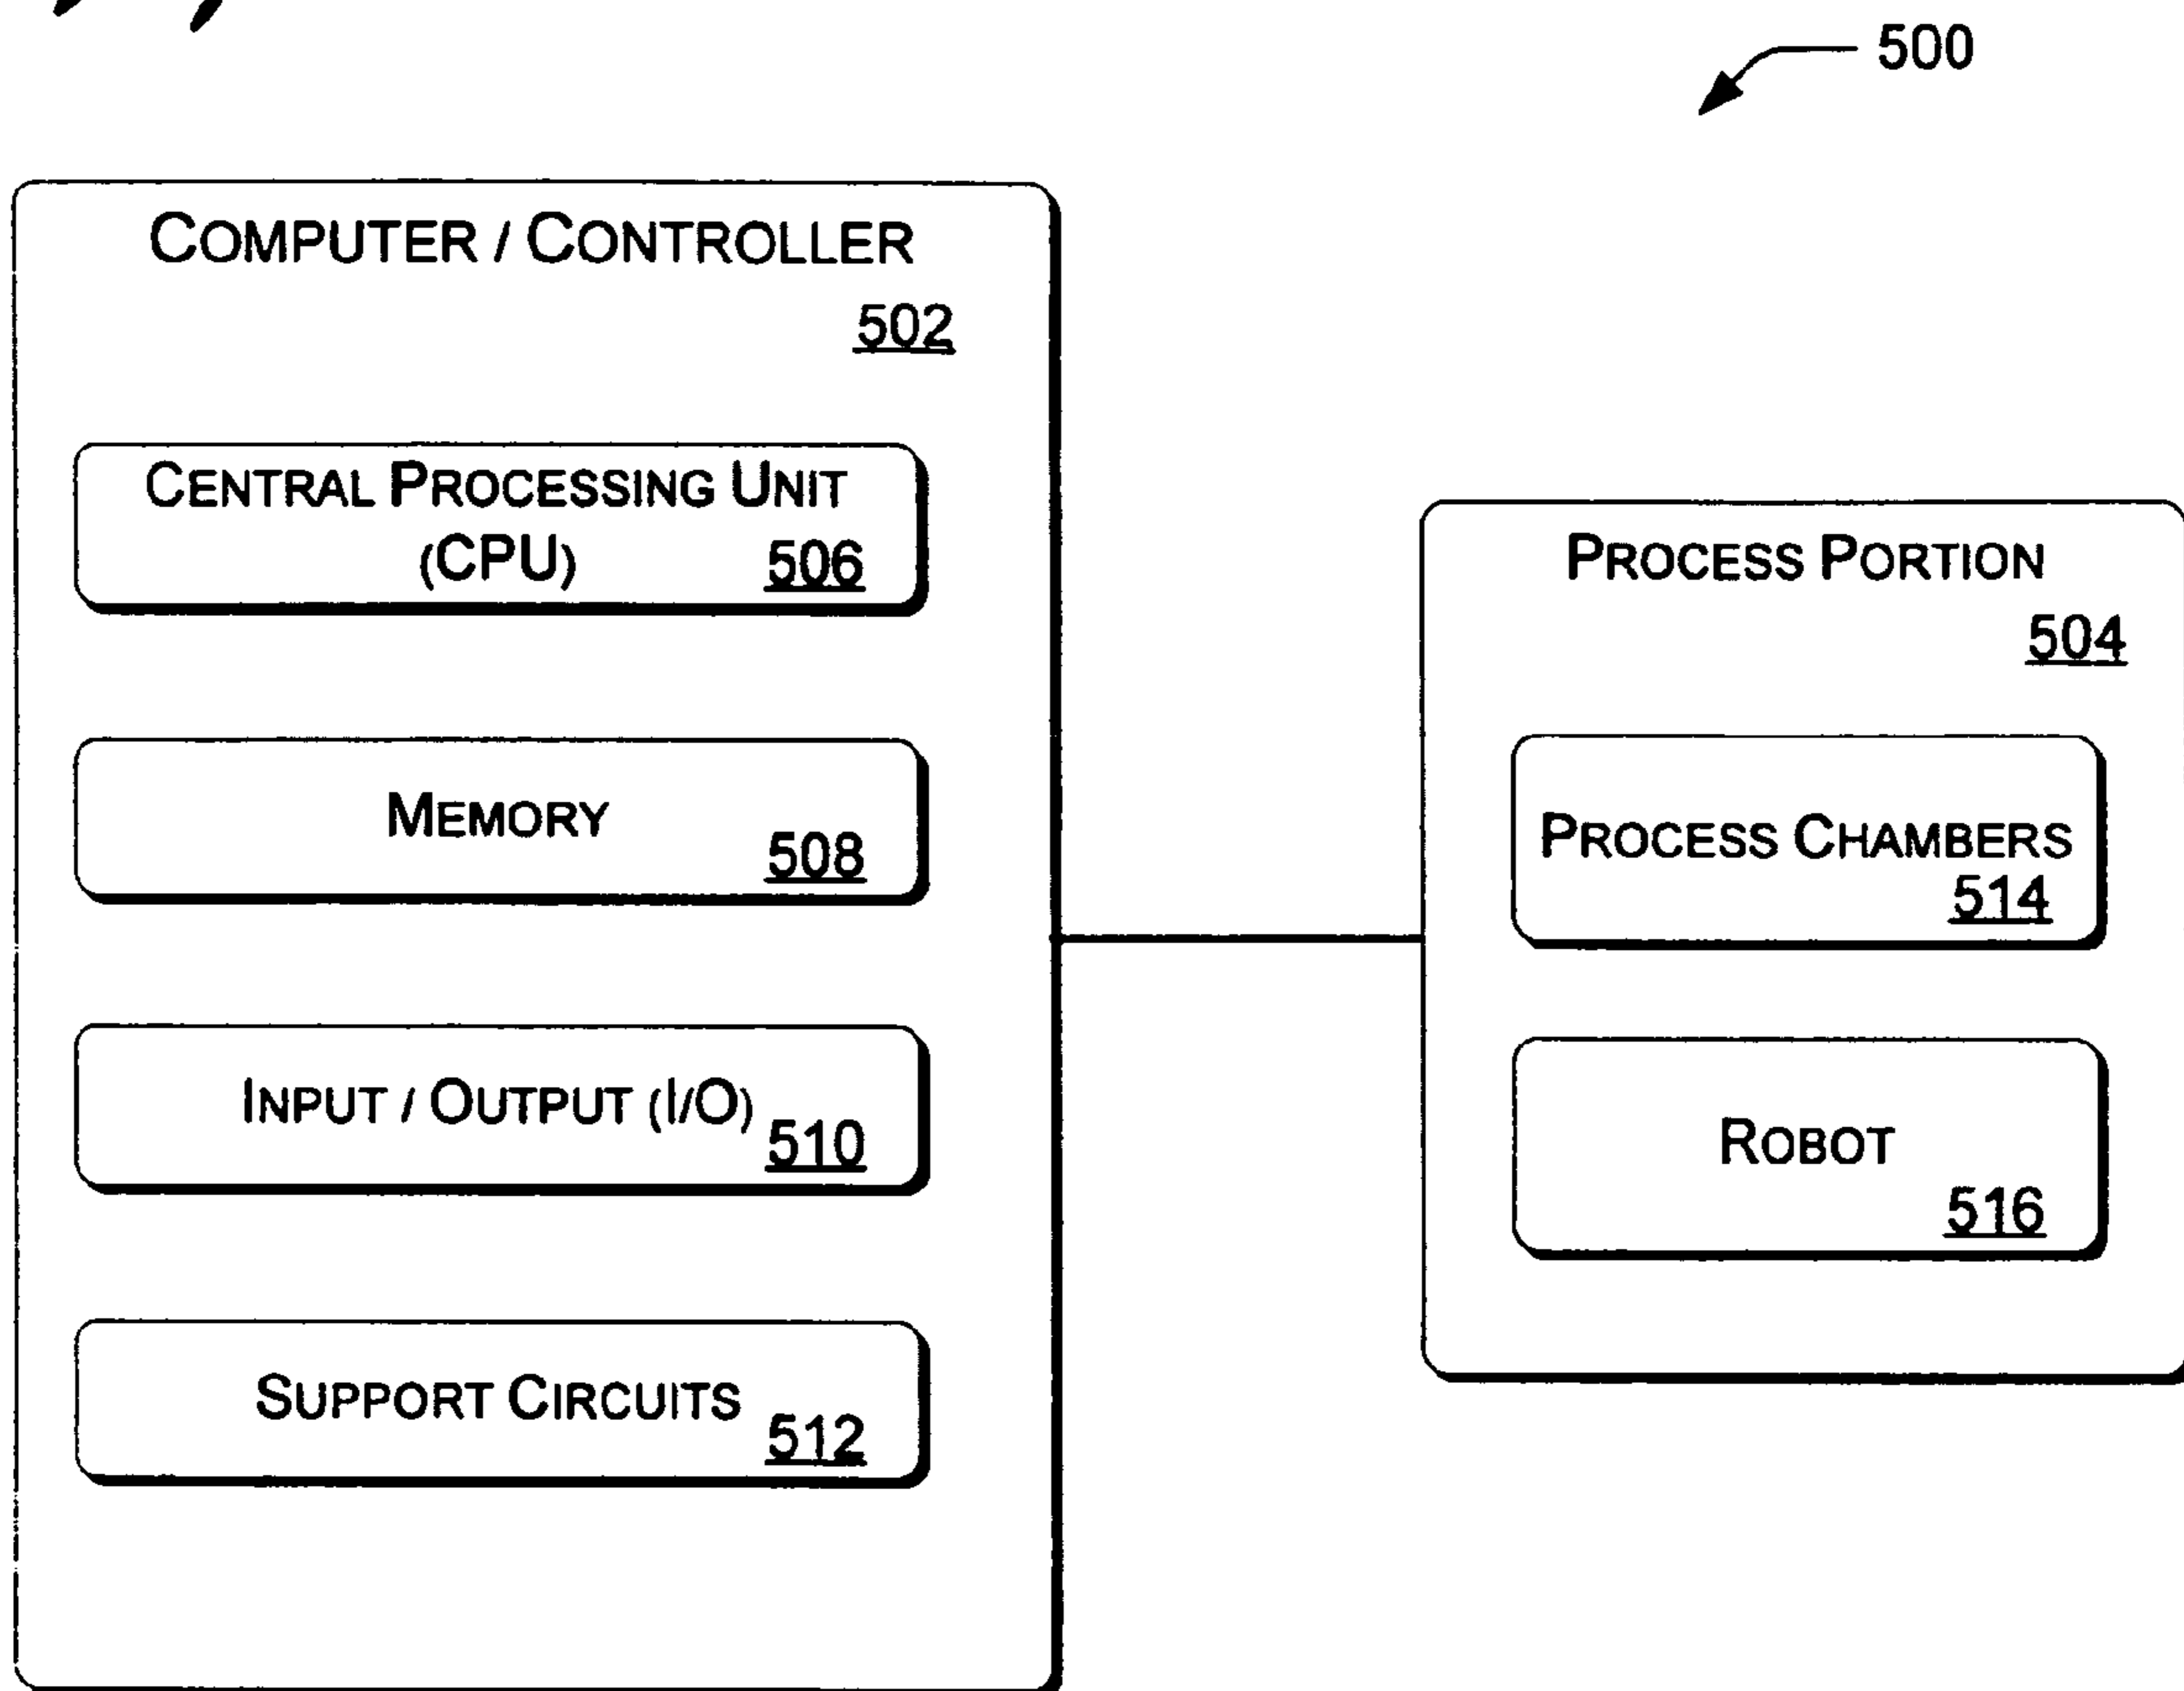 500
COMPUTER / CONTROLLER
502
CENTRAL PROCESSING UNIT
(CPU) 506
MEMORY
508
INPUT / OUTPUT (I/O)
510
SUPPORT CIRCUITS
512
PROCESS PORTION
504
PROCESS CHAMBERS
514
ROBOT
516